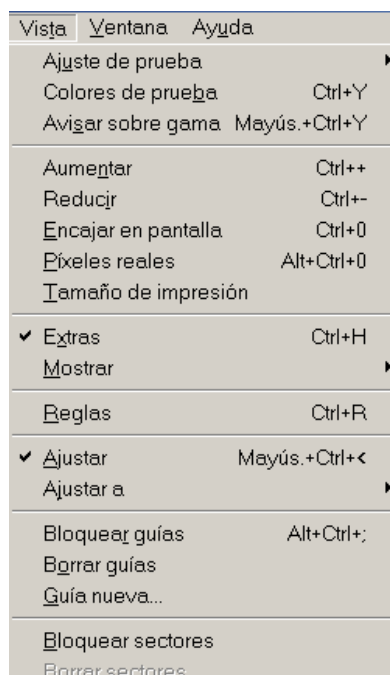 Vista Ventana Ayuda
Ajuste de prueba
Colores de prueba Ctrl+Y
Avisar sobre gama Mayús.+Ctrl+Y
Aumentar Ctrl++
Reducir Ctrl+-
Encajar en pantalla Ctrl+0
Píxeles reales Alt+Ctrl+0
Tamaño de impresión
Extras Ctrl+H
Mostrar
Reglas Ctrl+R
Ajustar Mayús.+Ctrl+<
Ajustar a
Bloquear guías Alt+Ctrl+;
Borrar guías
Guía nueva...
Bloquear sectores
Borrar sectores